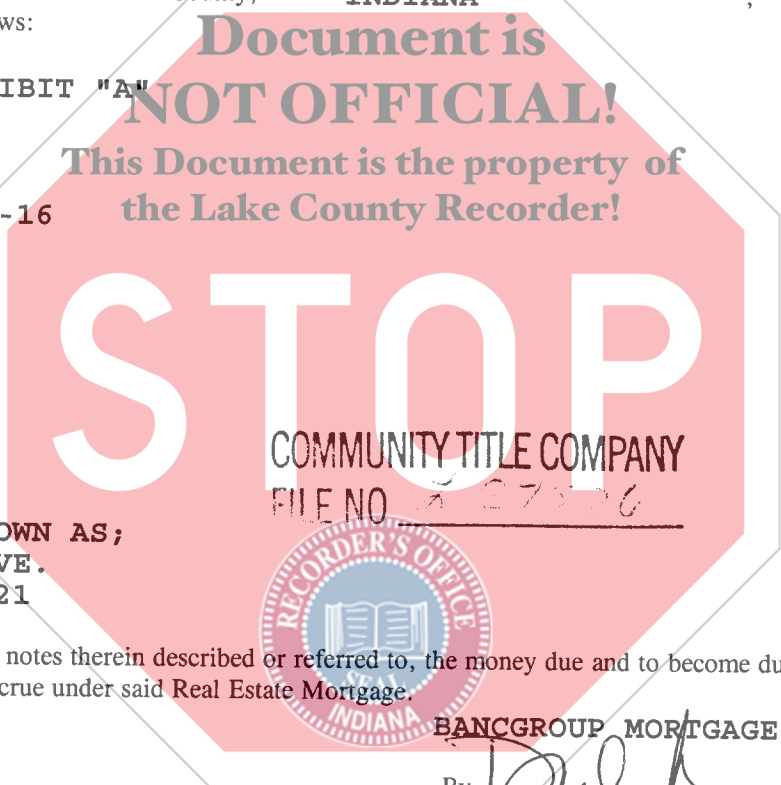 INDIANA ,
ws:
Document is
IBIT "A"
NOT OFFICIAL!
This Document is the property of
the Lake County Recorder!
-16
STOP
COMMUNITY TITLE COMPANY
FILE NO
OWN AS;
VE.
21
RECORDER'S OFFICE
SEAL
INDIANA
notes therein described or referred to, the money due and to become du
crue under said Real Estate Mortgage.
BANCGROUP MORTGAGE
By